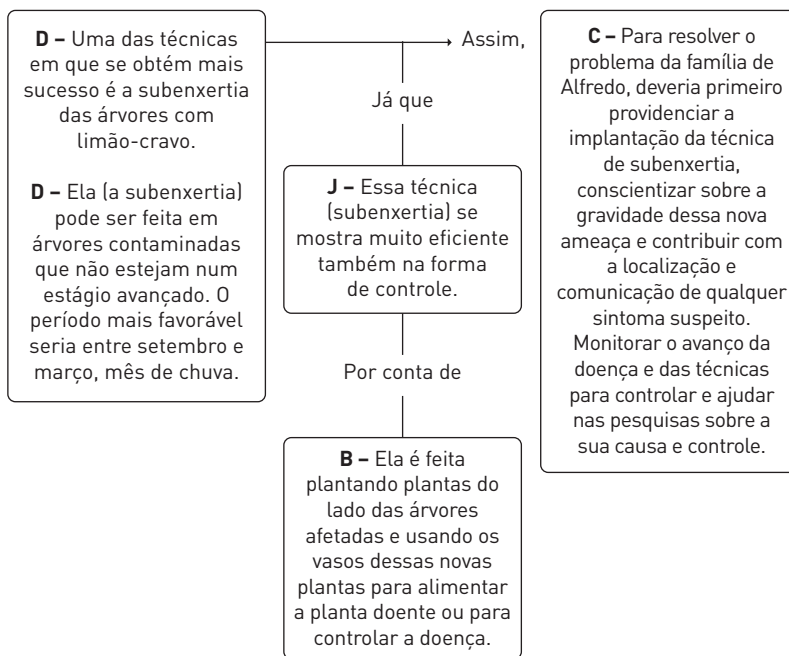 D – Uma das técnicas
em que se obtém mais
sucesso é a subenxertia
das árvores com
limão-cravo.
D – Ela (a subenxertia)
pode ser feita em
árvores contaminadas
que não estejam num
estágio avançado. O
período mais favorável
seria entre setembro e
março, mês de chuva.
Assim,
Já que
J – Essa técnica
(subenxertia) se
mostra muito eficiente
também na forma
de controle.
Por conta de
B – Ela é feita
plantando plantas do
lado das árvores
afetadas e usando os
vasos dessas novas
plantas para alimentar
a planta doente ou para
controlar a doença.
C – Para resolver o
problema da família de
Alfredo, deveria primeiro
providenciar a
implantação da técnica
de subenxertia,
conscientizar sobre a
gravidade dessa nova
ameaça e contribuir com
a localização e
comunicação de qualquer
sintoma suspeito.
Monitorar o avanço da
doença e das técnicas
para controlar e ajudar
nas pesquisas sobre a
sua causa e controle.